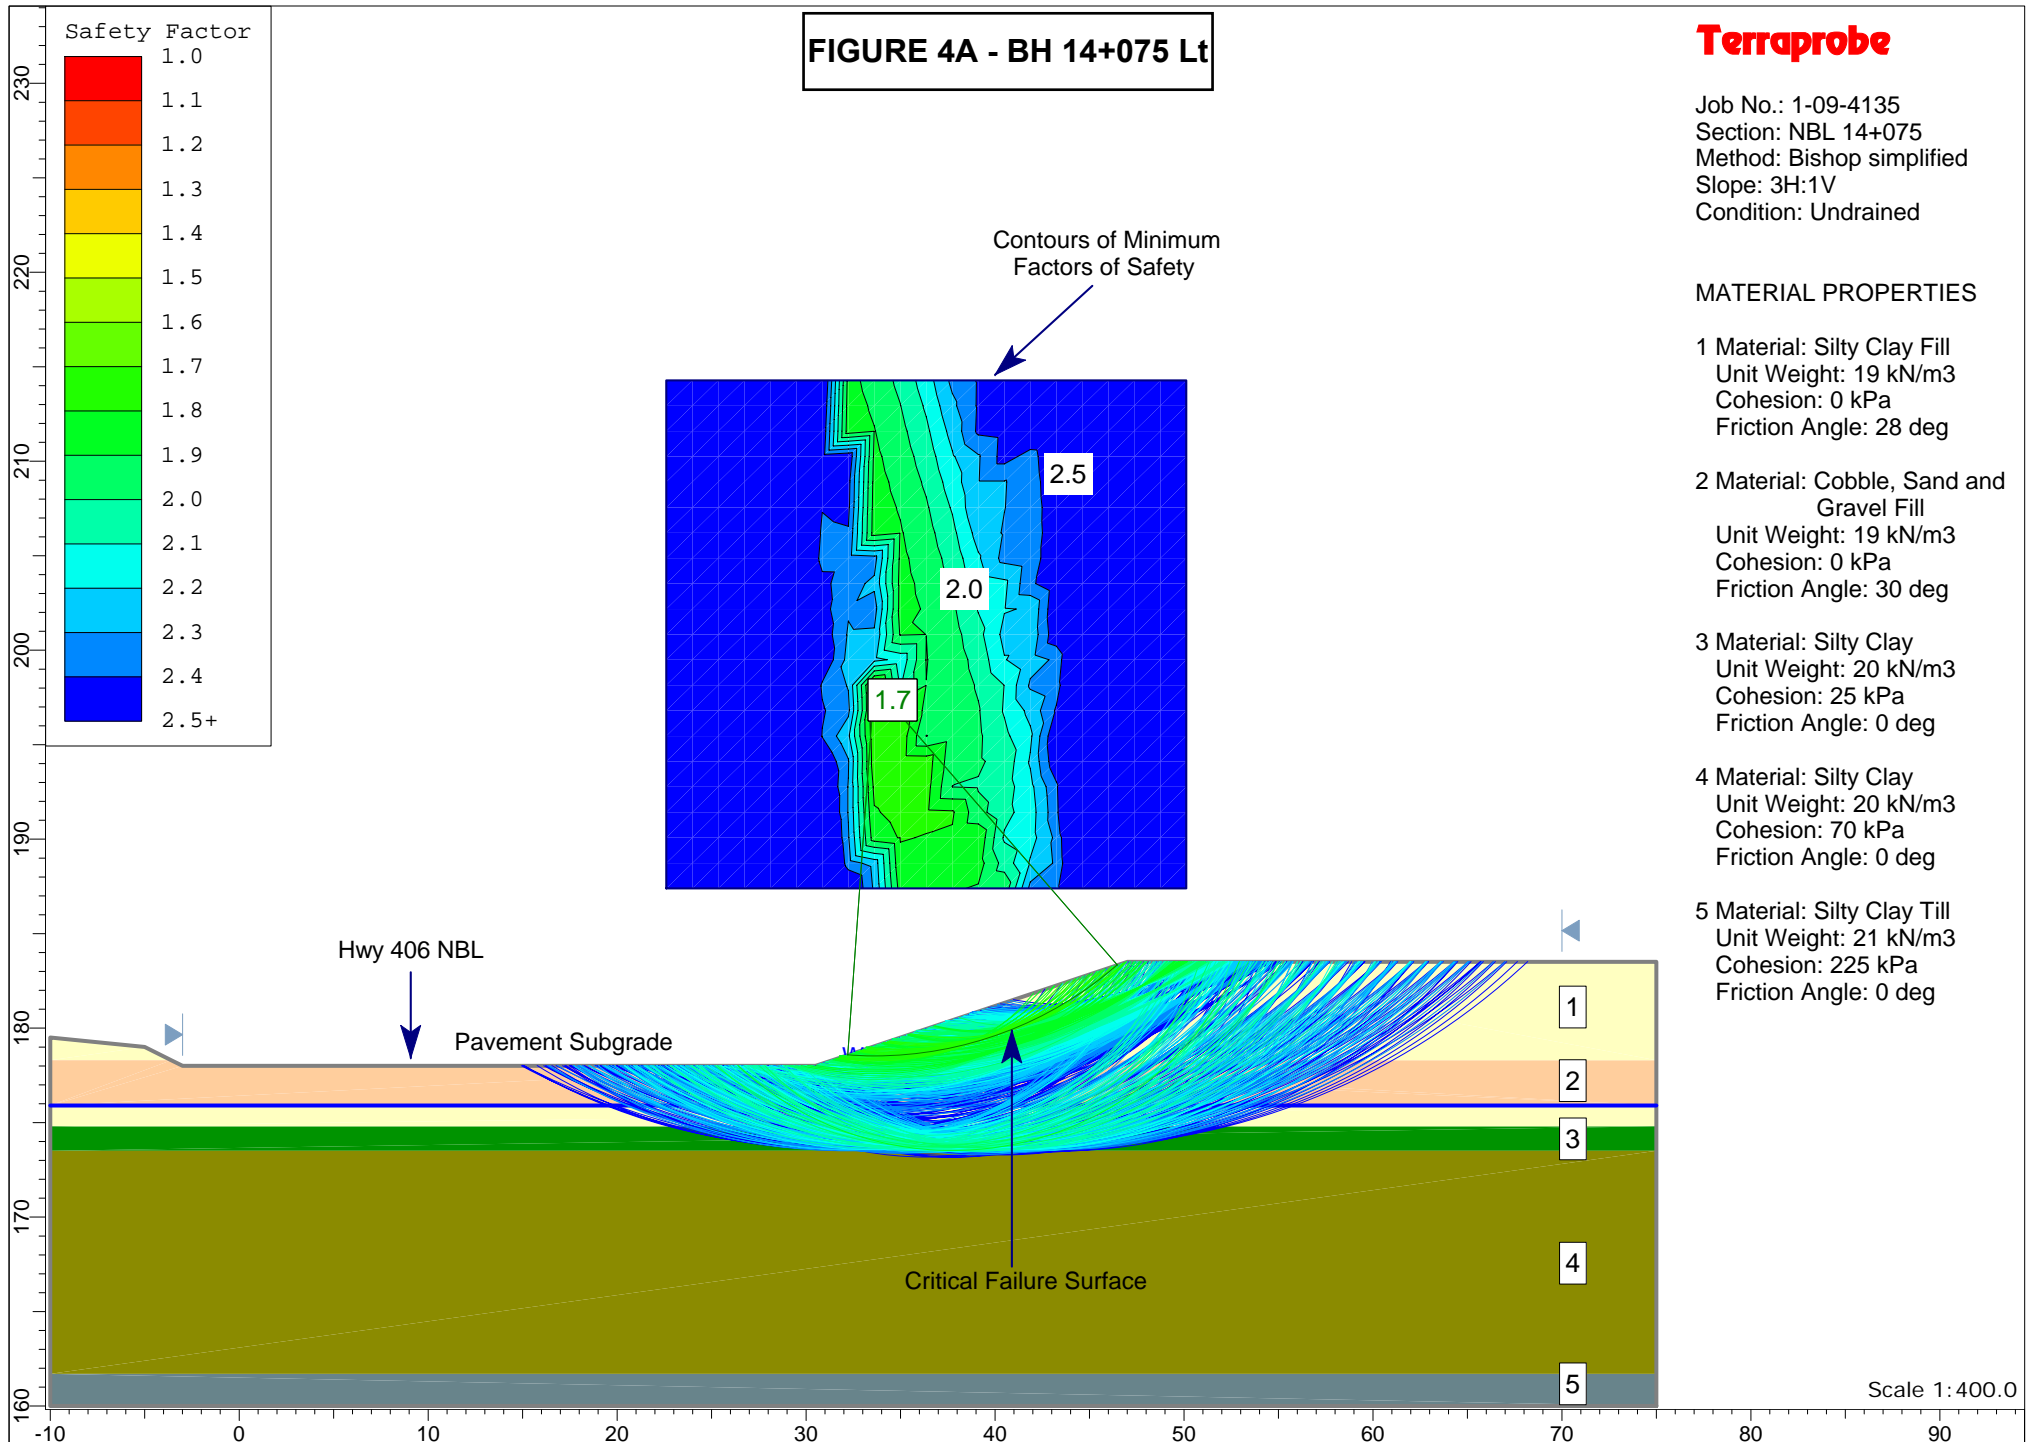 FIGURE 4A - BH 14+075 Lt
Safety Factor
1.0
1.1
1.2
1.3
1.4
1.5
1.6
1.7
1.8
1.9
2.0
2.1
2.2
2.3
2.4
2.5+
Terraprobe
Job No.: 1-09-4135
Section: NBL 14+075
Method: Bishop simplified
Slope: 3H:1V
Condition: Undrained
MATERIAL PROPERTIES
1 Material: Silty Clay Fill
Unit Weight: 19 kN/m3
Cohesion: 0 kPa
Friction Angle: 28 deg
2 Material: Cobble, Sand and
Gravel Fill
Unit Weight: 19 kN/m3
Cohesion: 0 kPa
Friction Angle: 30 deg
3 Material: Silty Clay
Unit Weight: 20 kN/m3
Cohesion: 25 kPa
Friction Angle: 0 deg
4 Material: Silty Clay
Unit Weight: 20 kN/m3
Cohesion: 70 kPa
Friction Angle: 0 deg
5 Material: Silty Clay Till
Unit Weight: 21 kN/m3
Cohesion: 225 kPa
Friction Angle: 0 deg
Contours of Minimum
Factors of Safety
2.5
2.0
1.7
Hwy 406 NBL
Pavement Subgrade
W
Critical Failure Surface
1
2
3
4
5
Scale 1:400.0
230
220
210
200
190
180
170
160
-10
0
10
20
30
40
50
60
70
80
90